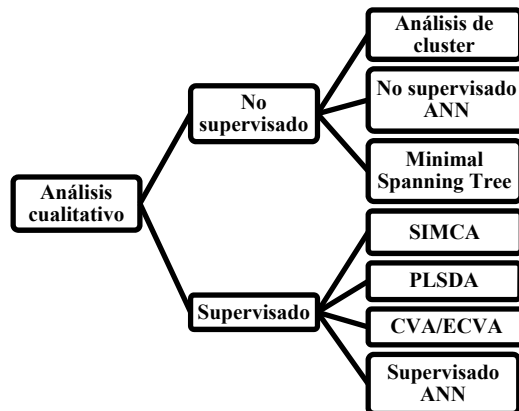 Análisis
cualitativo
No
supervisado
Análisis de
cluster
No supervisado
ANN
Minimal
Spanning Tree
Supervisado
SIMCA
PLSDA
CVA/ECVA
Supervisado
ANN